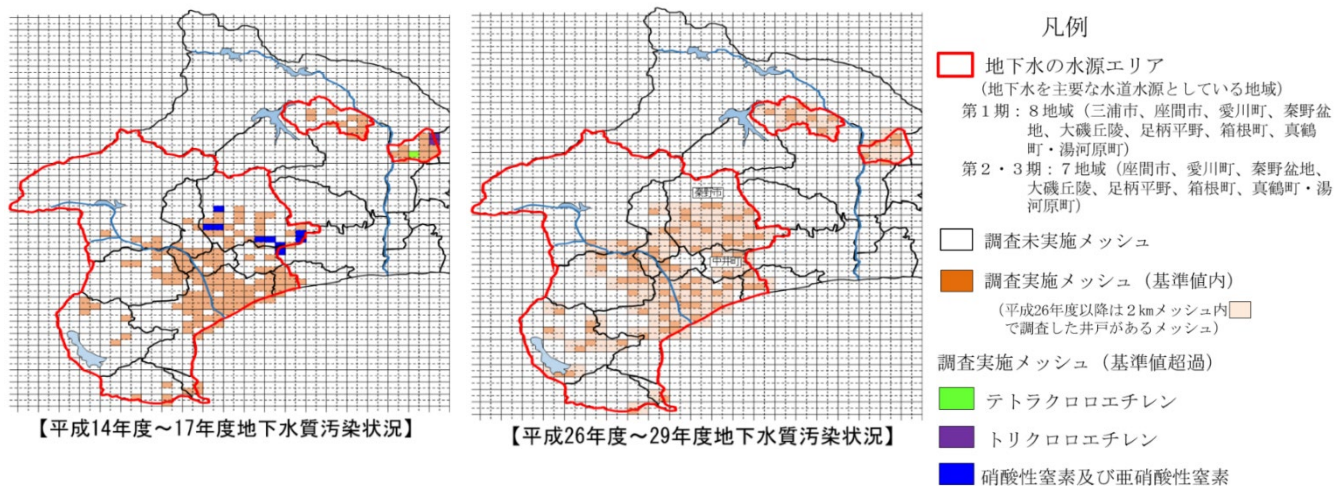 凡例
地下水の水源エリア
（地下水を主要な水道水源としている地域）
第１期：８地域（三浦市、座間市、愛川町、秦野盆
地、大磯丘陵、足柄平野、箱根町、真鶴
町・湯河原町）
第２・３期：７地域（座間市、愛川町、秦野盆地、
大磯丘陵、足柄平野、箱根町、真鶴町・湯
河原町）
調査未実施メッシュ
調査実施メッシュ（基準値内）
（平成26年度以降は２㎞メッシュ内
で調査した井戸があるメッシュ）
調査実施メッシュ（基準値超過）
テトラクロロエチレン
トリクロロエチレン
硝酸性窒素及び亜硝酸性窒素
秦野市
中井町
【平成14年度～17年度地下水質汚染状況】
【平成26年度～29年度地下水質汚染状況】